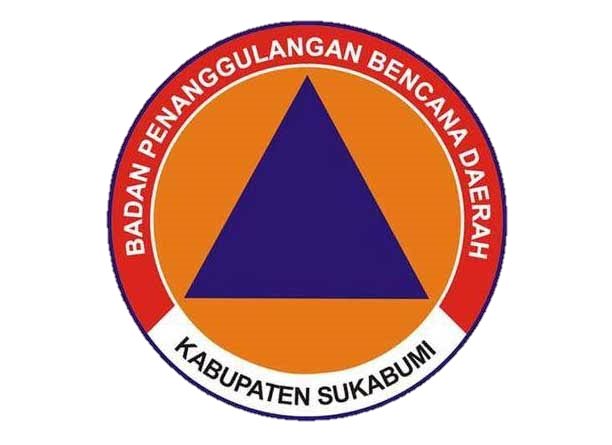 BADAN PENANGGULANGAN BENCANA DAERAH
KABUPATEN SUKABUMI